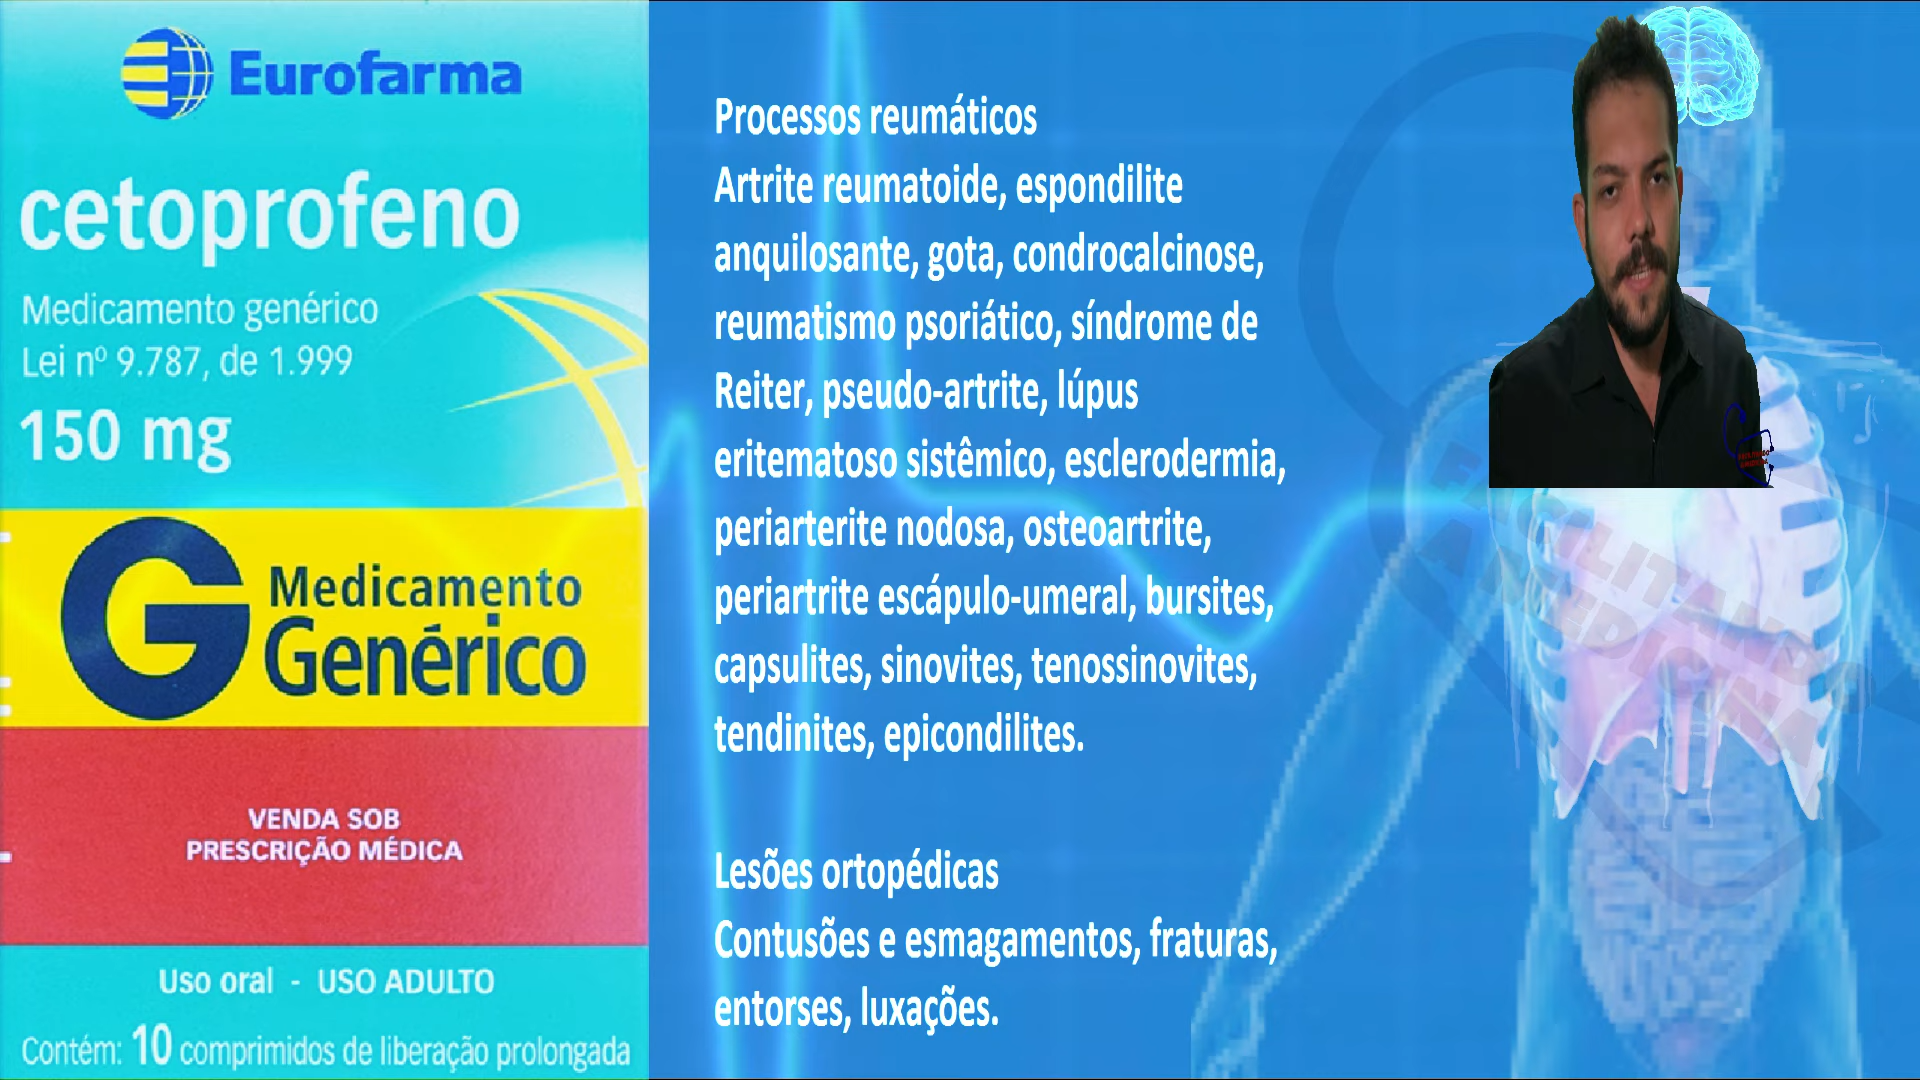 Eurofarma
cetoprofeno
Medicamento genérico
Lei nº 9.787, de 1.999
150 mg
G Medicamento
Genérico
VENDA SOB
PRESCRIÇÃO MÉDICA
Uso oral - USO ADULTO
Contém: 10 comprimidos de liberação prolongada
Processos reumáticos
Artrite reumatoide, espondilite
anquilosante, gota, condrocalcinose,
reumatismo psoriático, síndrome de
Reiter, pseudo-artrite, lúpus
eritematoso sistêmico, esclerodermia,
periarterite nodosa, osteoartrite,
periartrite escápulo-umeral, bursites,
capsulites, sinovites, tenossinovites,
tendinites, epicondilites.
Lesões ortopédicas
Contusões e esmagamentos, fraturas,
entorses, luxações.
FACILITANDO
A MEDICINA